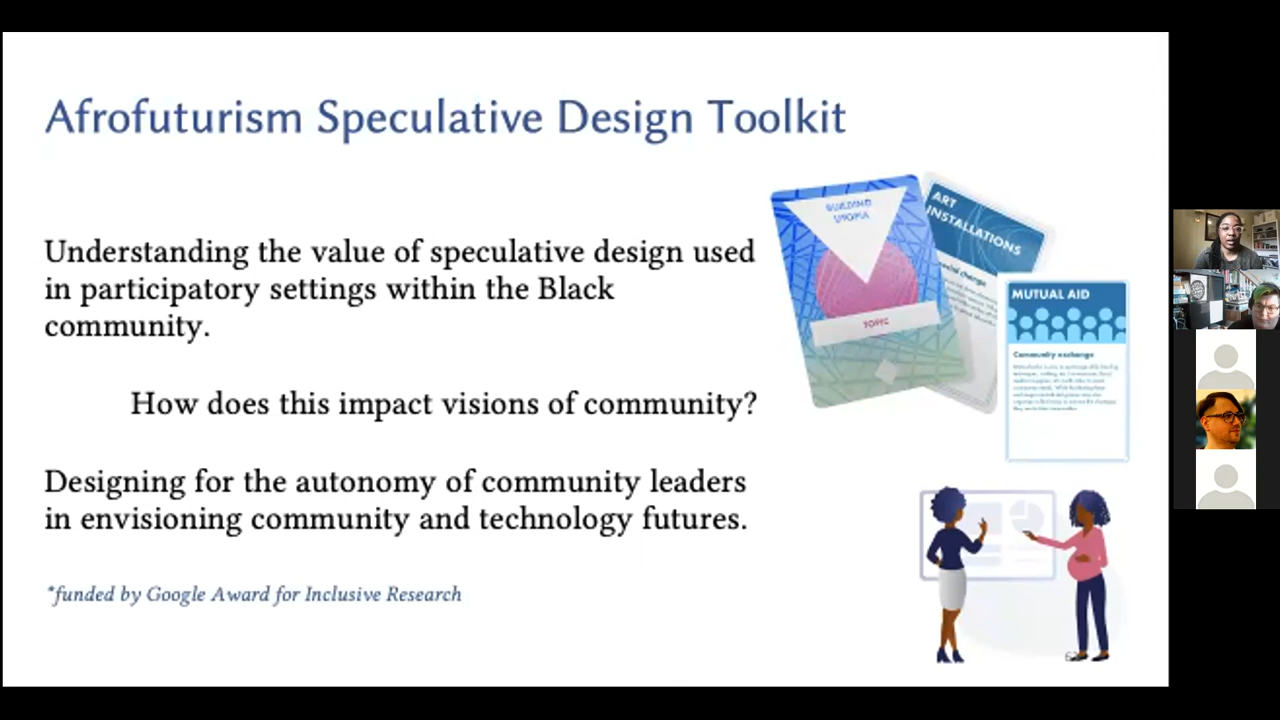 Afrofuturism Speculative Design Toolkit
Understanding the value of speculative design used
in participatory settings within the Black
community.
How does this impact visions of community?
Designing for the autonomy of community leaders
in envisioning community and technology futures.
*funded by Google Award for Inclusive Research
BUILDING
UTOPIA
TOPIC
ART
INSTALLATIONS
MUTUAL AID
Community exchange